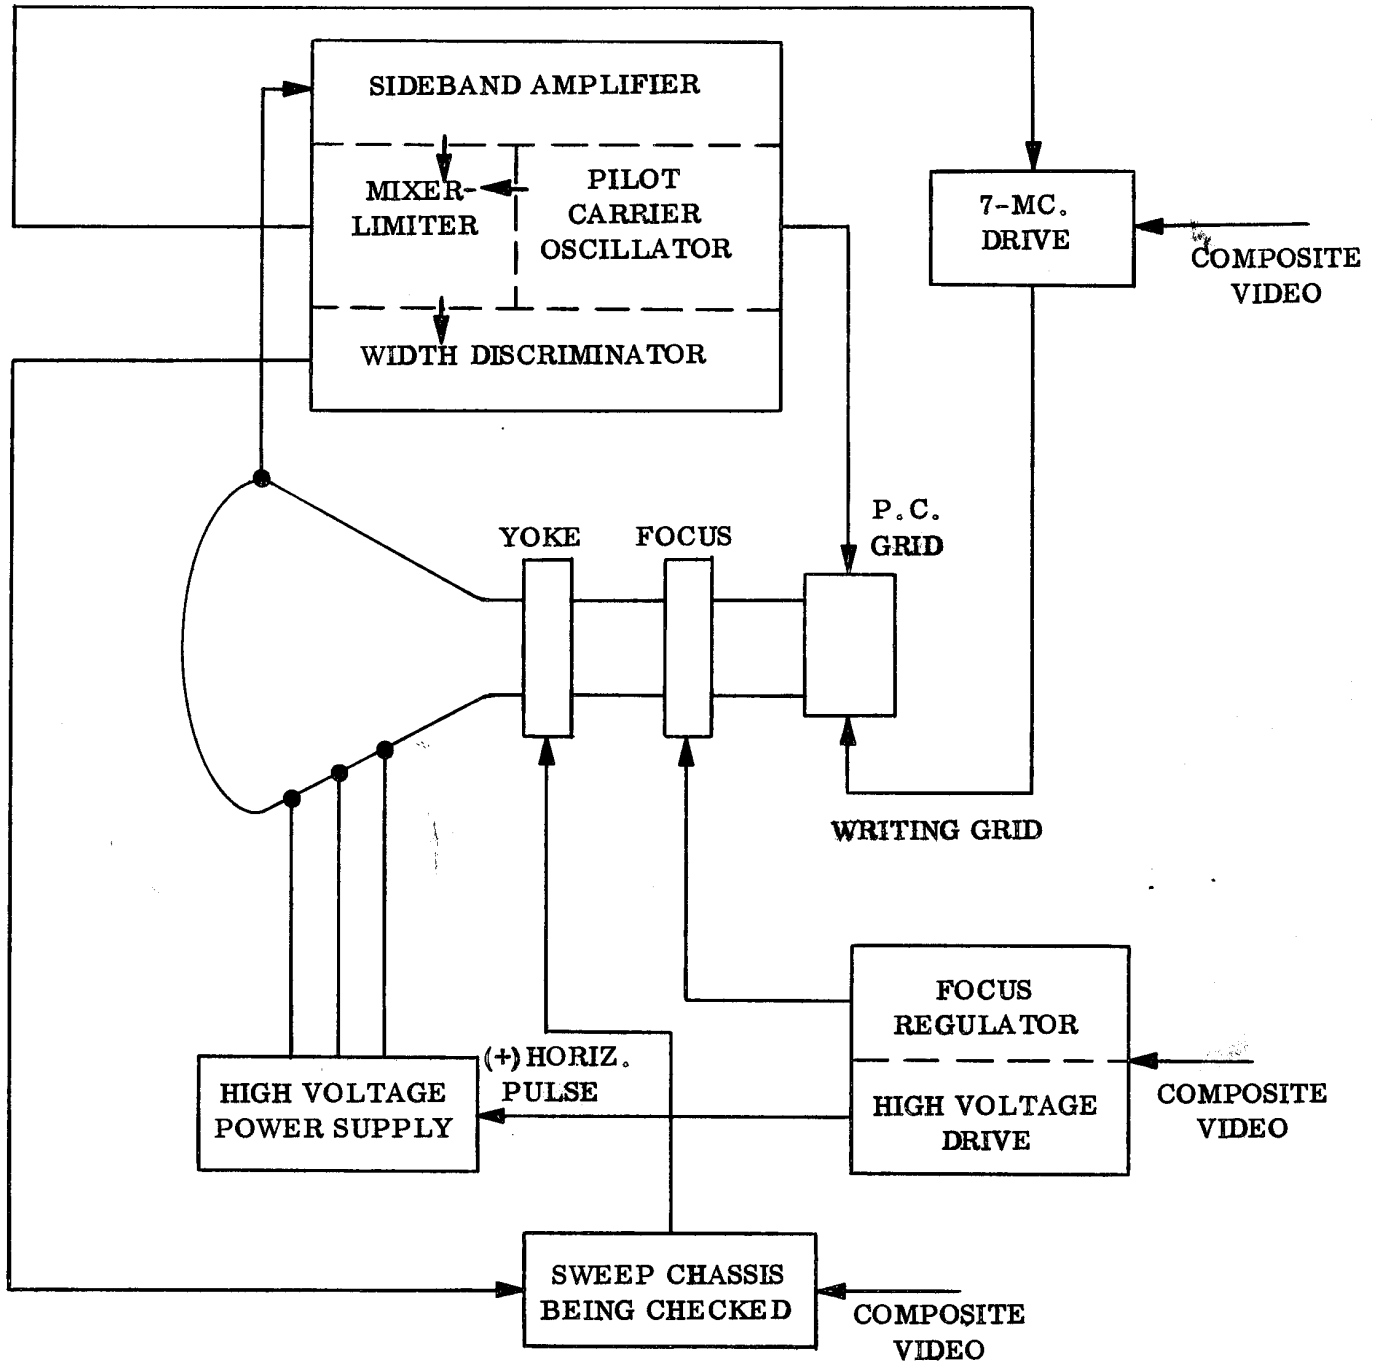 SIDEBAND AMPLIFIER
MIXER-
LIMITER
PILOT
CARRIER
OSCILLATOR
WIDTH DISCRIMINATOR
7-MC.
DRIVE
COMPOSITE
VIDEO
P.C.
GRID
YOKE
FOCUS
WRITING GRID
FOCUS
REGULATOR
HIGH VOLTAGE
DRIVE
COMPOSITE
VIDEO
(+) HORIZ.
PULSE
HIGH VOLTAGE
POWER SUPPLY
SWEEP CHASSIS
BEING CHECKED
COMPOSITE
VIDEO